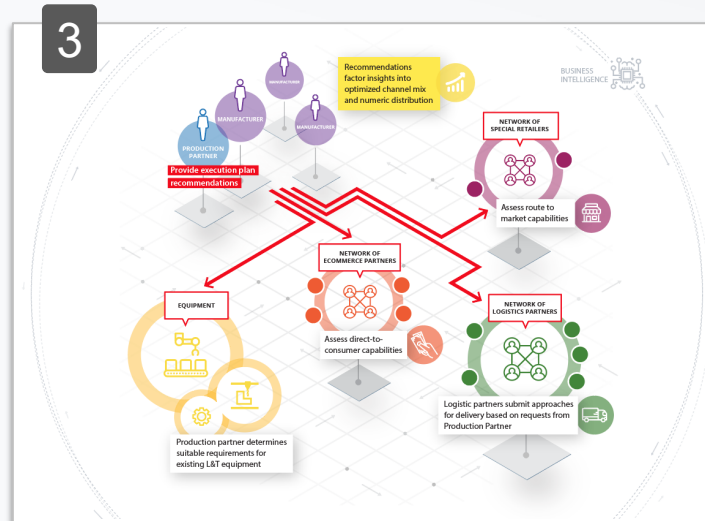 3
MANUFACTURER
MANUFACTURER
MANUFACTURER
PRODUCTION
PARTNER
Provide execution plan
recommendations
Recommendations
factor insights into
optimized channel mix
and numeric distribution
BUSINESS
INTELLIGENCE
NETWORK OF
SPECIAL RETAILERS
Assess route to
market capabilities
NETWORK OF
ECOMMERCE PARTNERS
Assess direct-to-
consumer capabilities
EQUIPMENT
Production partner determines
suitable requirements for
existing L&T equipment
NETWORK OF
LOGISTICS PARTNERS
Logistic partners submit approaches
for delivery based on requests from
Production Partner